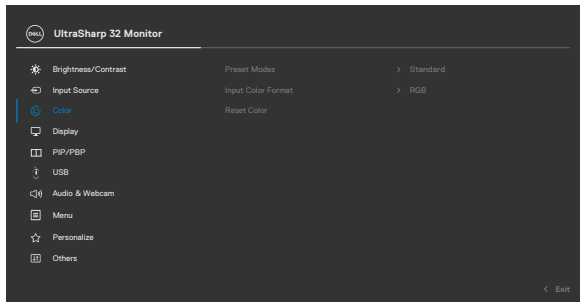 DELL UltraSharp 32 Monitor
Brightness/Contrast Preset Modes > Standard
Input Source Input Color Format > RGB
Color Reset Color
Display
PIP/PBP
USB
Audio & Webcam
Menu
Personalize
Others
< Exit